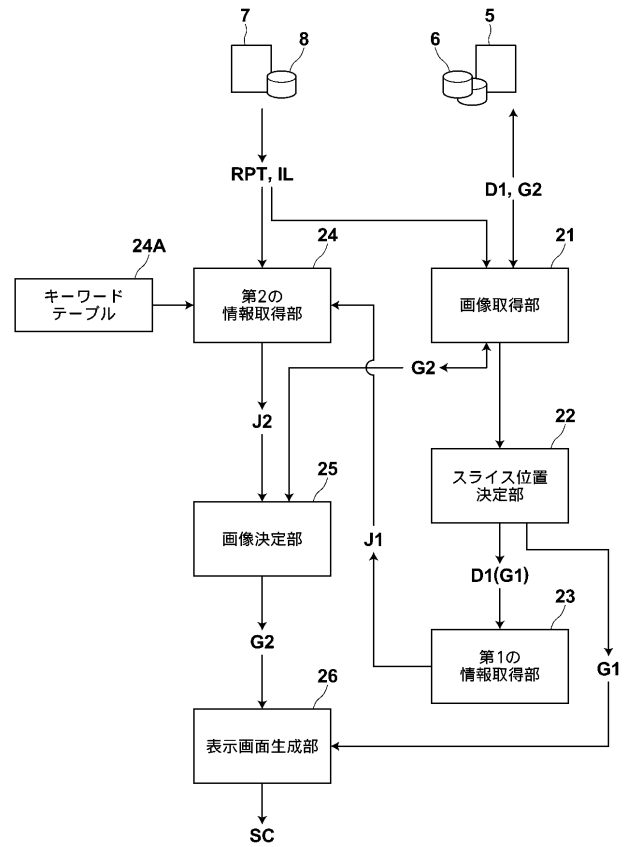 7
8
6
5
RPT, IL
D1, G2
24A
24
21
キーワード
テーブル
第2の
情報取得部
画像取得部
G2
J2
22
スライス位置
決定部
25
画像決定部
J1
D1(G1)
23
第1の
情報取得部
G1
G2
26
表示画面生成部
SC